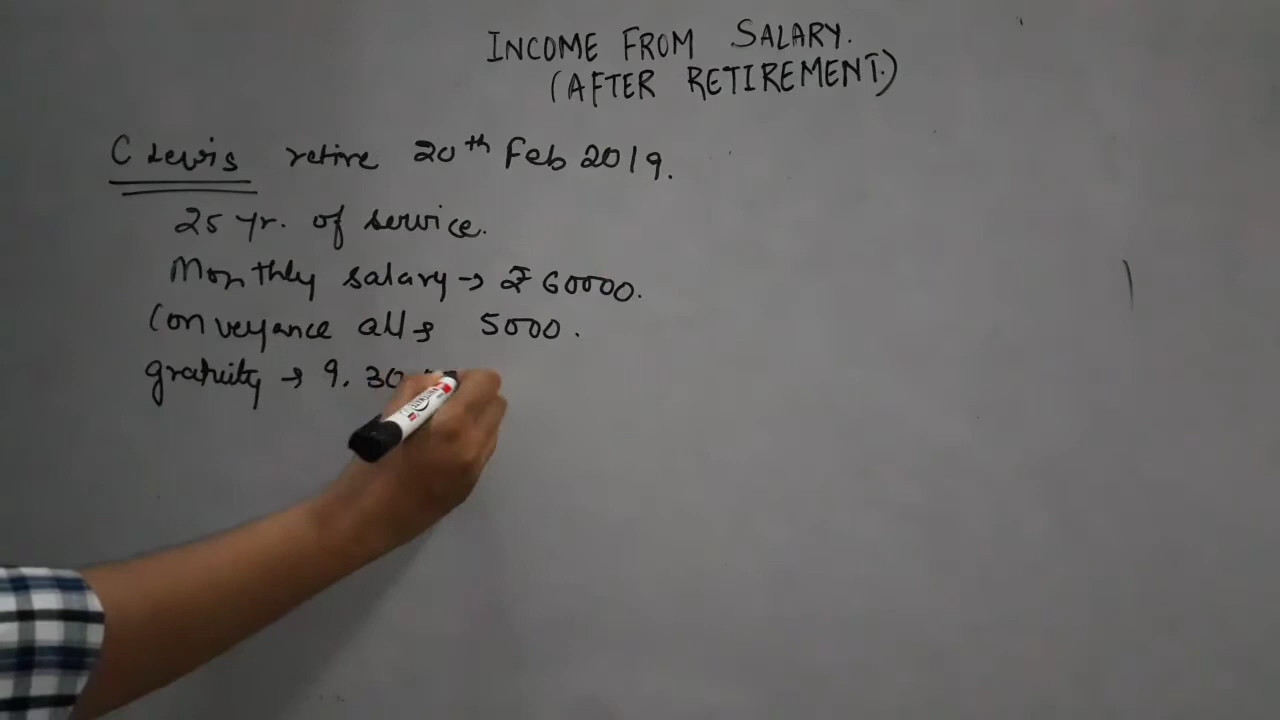 INCOME FROM SALARY.
(AFTER RETIREMENT.)
C Lewis retire 20th Feb 2019.
25 yr. of service.
Monthly salary → ₹ 60000.
Conveyance all → 5000.
gratuity → 9, 30